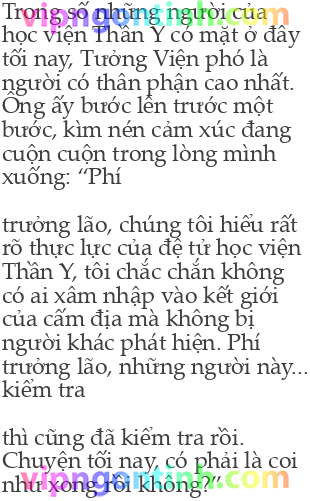 Trong số những người của
học viện Thần Y có mặt ở đây
tối nay, Tưởng Viện phó là
người có thân phận cao nhất.
Ông ấy bước lên trước một
bước, kìm nén cảm xúc đang
cuộn cuộn trong lòng mình
xuống: “Phí
trưởng lão, chúng tôi hiểu rất
rõ thực lực của đệ tử học viện
Thần Y, tôi chắc chắn không
có ai xâm nhập vào kết giới
của cấm địa mà không bị
người khác phát hiện. Phí
trưởng lão, những người này...
kiểm tra
thì cũng đã kiểm tra rồi.
Chuyện tối nay, có phải là coi
như xong rồi không?”
vipngontinh.com
vipngontinh.com